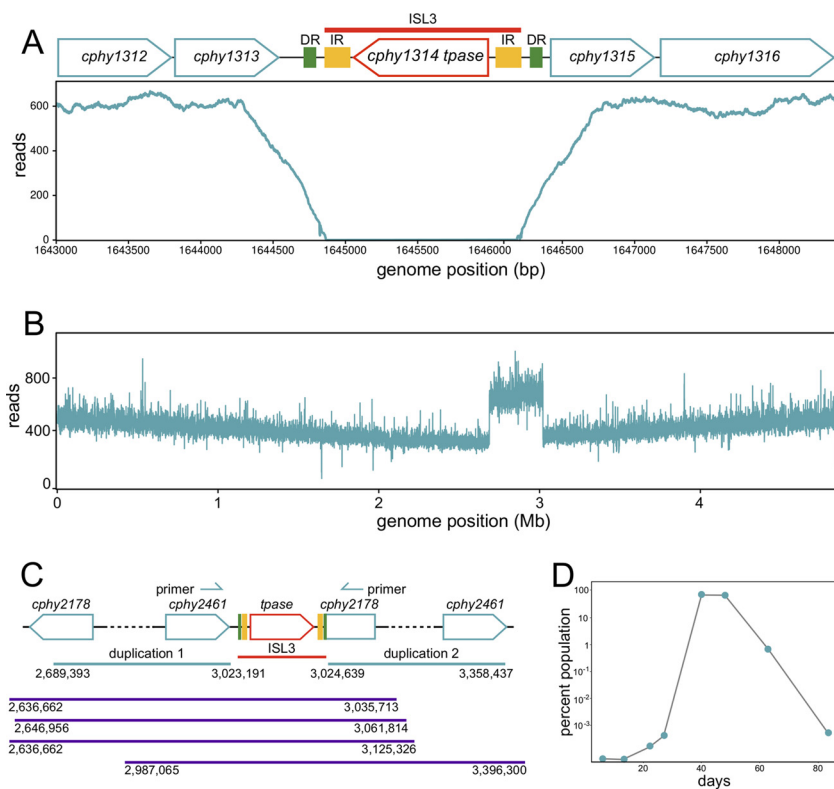 A
ISL3
DR IR IR DR
cphy1312 cphy1313 cphy1314 tpase cphy1315 cphy1316
reads
600
400
200
0
1643000 1643500 1644000 1644500 1645000 1645500 1646000 1646500 1647000 1647500 1648000
genome position (bp)
B
reads
800
400
0
0 1 2 3 4
genome position (Mb)
C
primer primer
cphy2178 cphy2461 tpase cphy2178 cphy2461
duplication 1 ISL3 duplication 2
2,689,393 3,023,191 3,024,639 3,358,437
2,636,662 3,035,713
2,646,956 3,061,814
2,636,662 3,125,326
2,987,065 3,396,300
D
percent population
100
10
1
10-1
10-3
20 40 60 80
days